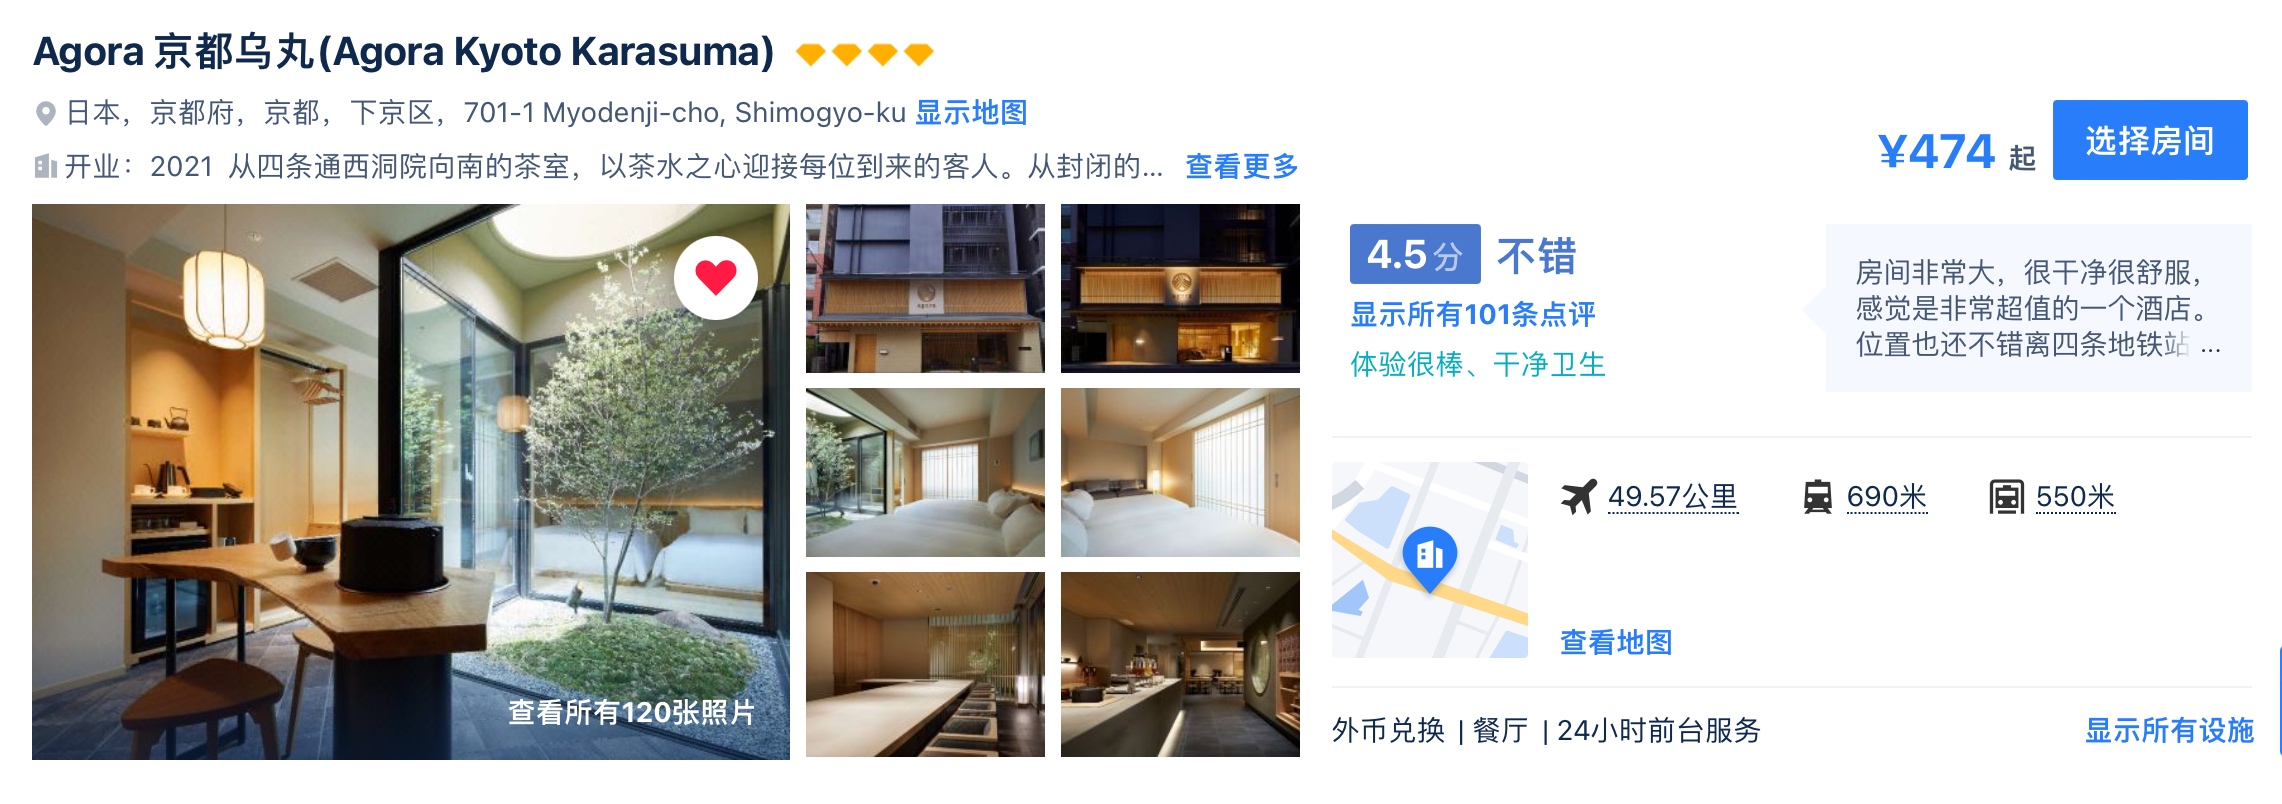 Agora 京都乌丸(Agora Kyoto Karasuma)
日本，京都府，京都，下京区，701-1 Myodenji-cho, Shimogyo-ku 显示地图
开业：2021 从四条通西洞院向南的茶室，以茶水之心迎接每位到来的客人。从封闭的... 查看更多
¥474 起
选择房间
查看所有120张照片
4.5分 不错
显示所有101条点评
体验很棒、干净卫生
房间非常大，很干净很舒服，
感觉是非常超值的一个酒店。
位置也还不错离四条地铁站 ...
49.57公里
690米
550米
查看地图
外币兑换 | 餐厅 | 24小时前台服务
显示所有设施